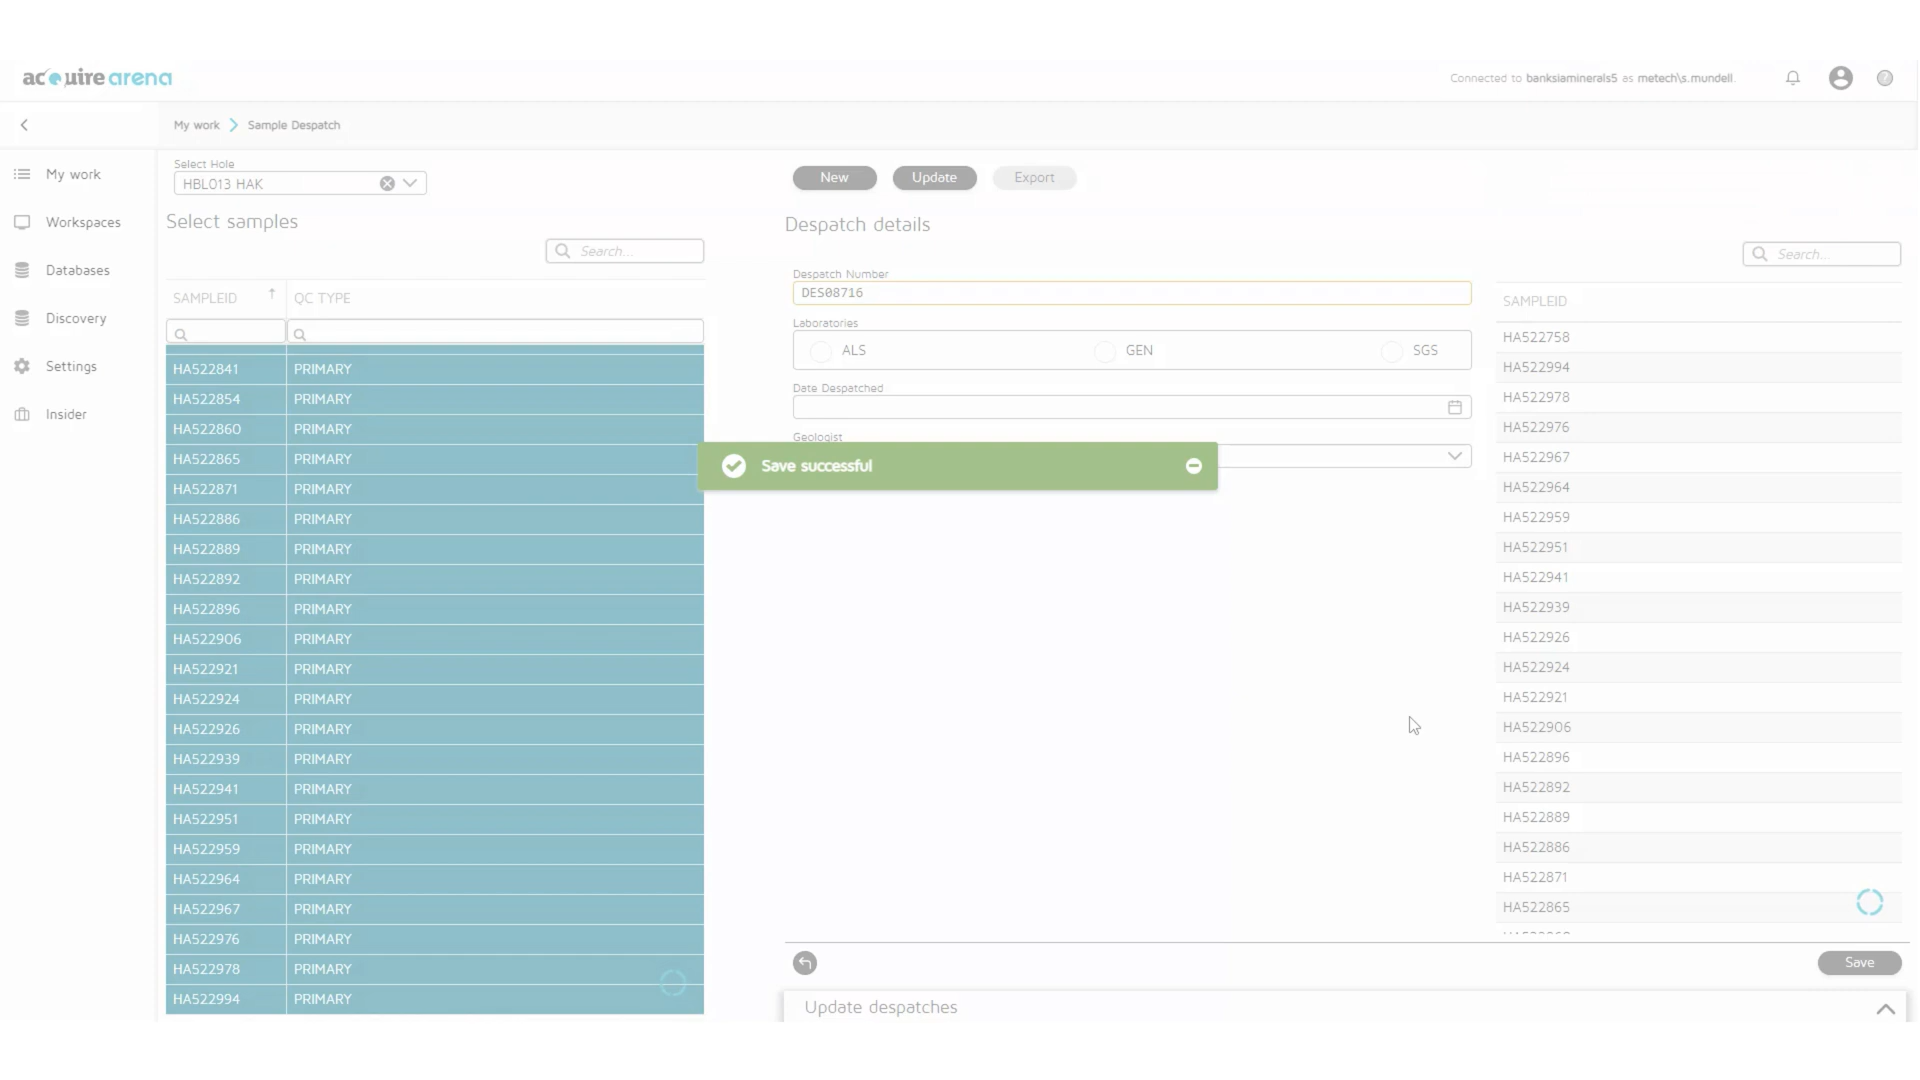 acquire arena
Connected to banksiaminerals5 as metech\s.mundell
My work
Sample Despatch
My work
Workspaces
Databases
Discovery
Settings
Insider
Select Hole
HBL013 HAK
Select samples
Search...
SAMPLEID
QC TYPE
HA522841 PRIMARY
HA522854 PRIMARY
HA522860 PRIMARY
HA522865 PRIMARY
HA522871 PRIMARY
HA522886 PRIMARY
HA522889 PRIMARY
HA522892 PRIMARY
HA522896 PRIMARY
HA522906 PRIMARY
HA522921 PRIMARY
HA522924 PRIMARY
HA522926 PRIMARY
HA522939 PRIMARY
HA522941 PRIMARY
HA522951 PRIMARY
HA522959 PRIMARY
HA522964 PRIMARY
HA522967 PRIMARY
HA522976 PRIMARY
HA522978 PRIMARY
HA522994 PRIMARY
New
Update
Export
Despatch details
Despatch Number
DES08716
Laboratories
ALS
GEN
SGS
Date Despatched
Geologist
Save successful
Search...
SAMPLEID
HA522758
HA522994
HA522978
HA522976
HA522967
HA522964
HA522959
HA522951
HA522941
HA522939
HA522926
HA522924
HA522921
HA522906
HA522896
HA522892
HA522889
HA522886
HA522871
HA522865
Save
Update despatches